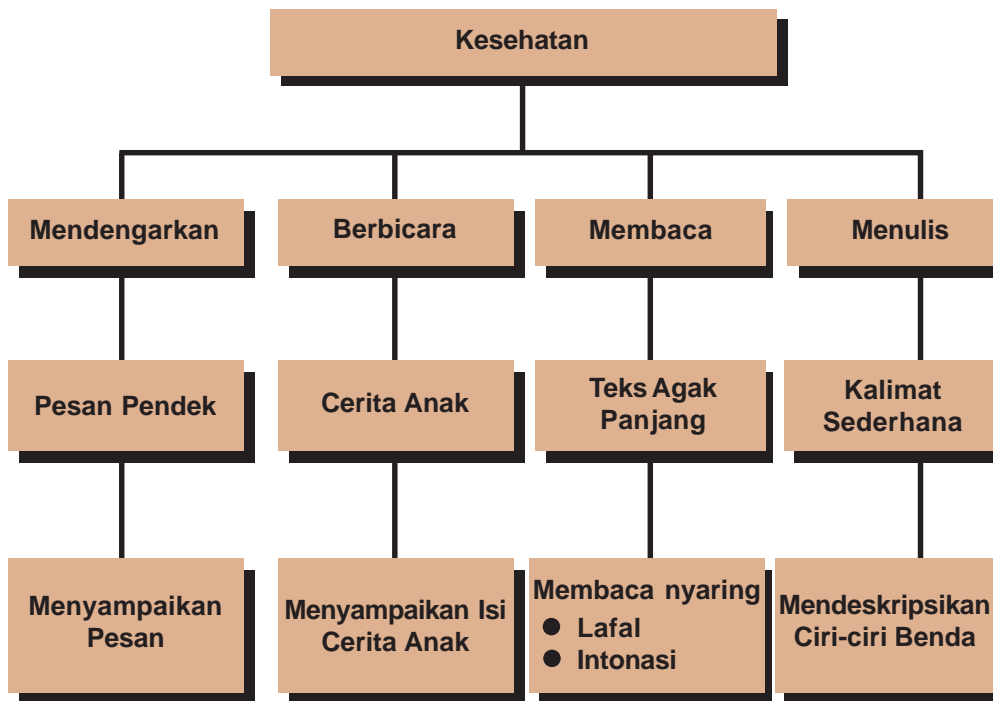 Kesehatan
Mendengarkan
Berbicara
Membaca
Menulis
Pesan Pendek
Cerita Anak
Teks Agak
Panjang
Kalimat
Sederhana
Menyampaikan
Pesan
Menyampaikan Isi
Cerita Anak
Membaca nyaring
● Lafal
● Intonasi
Mendeskripsikan
Ciri-ciri Benda